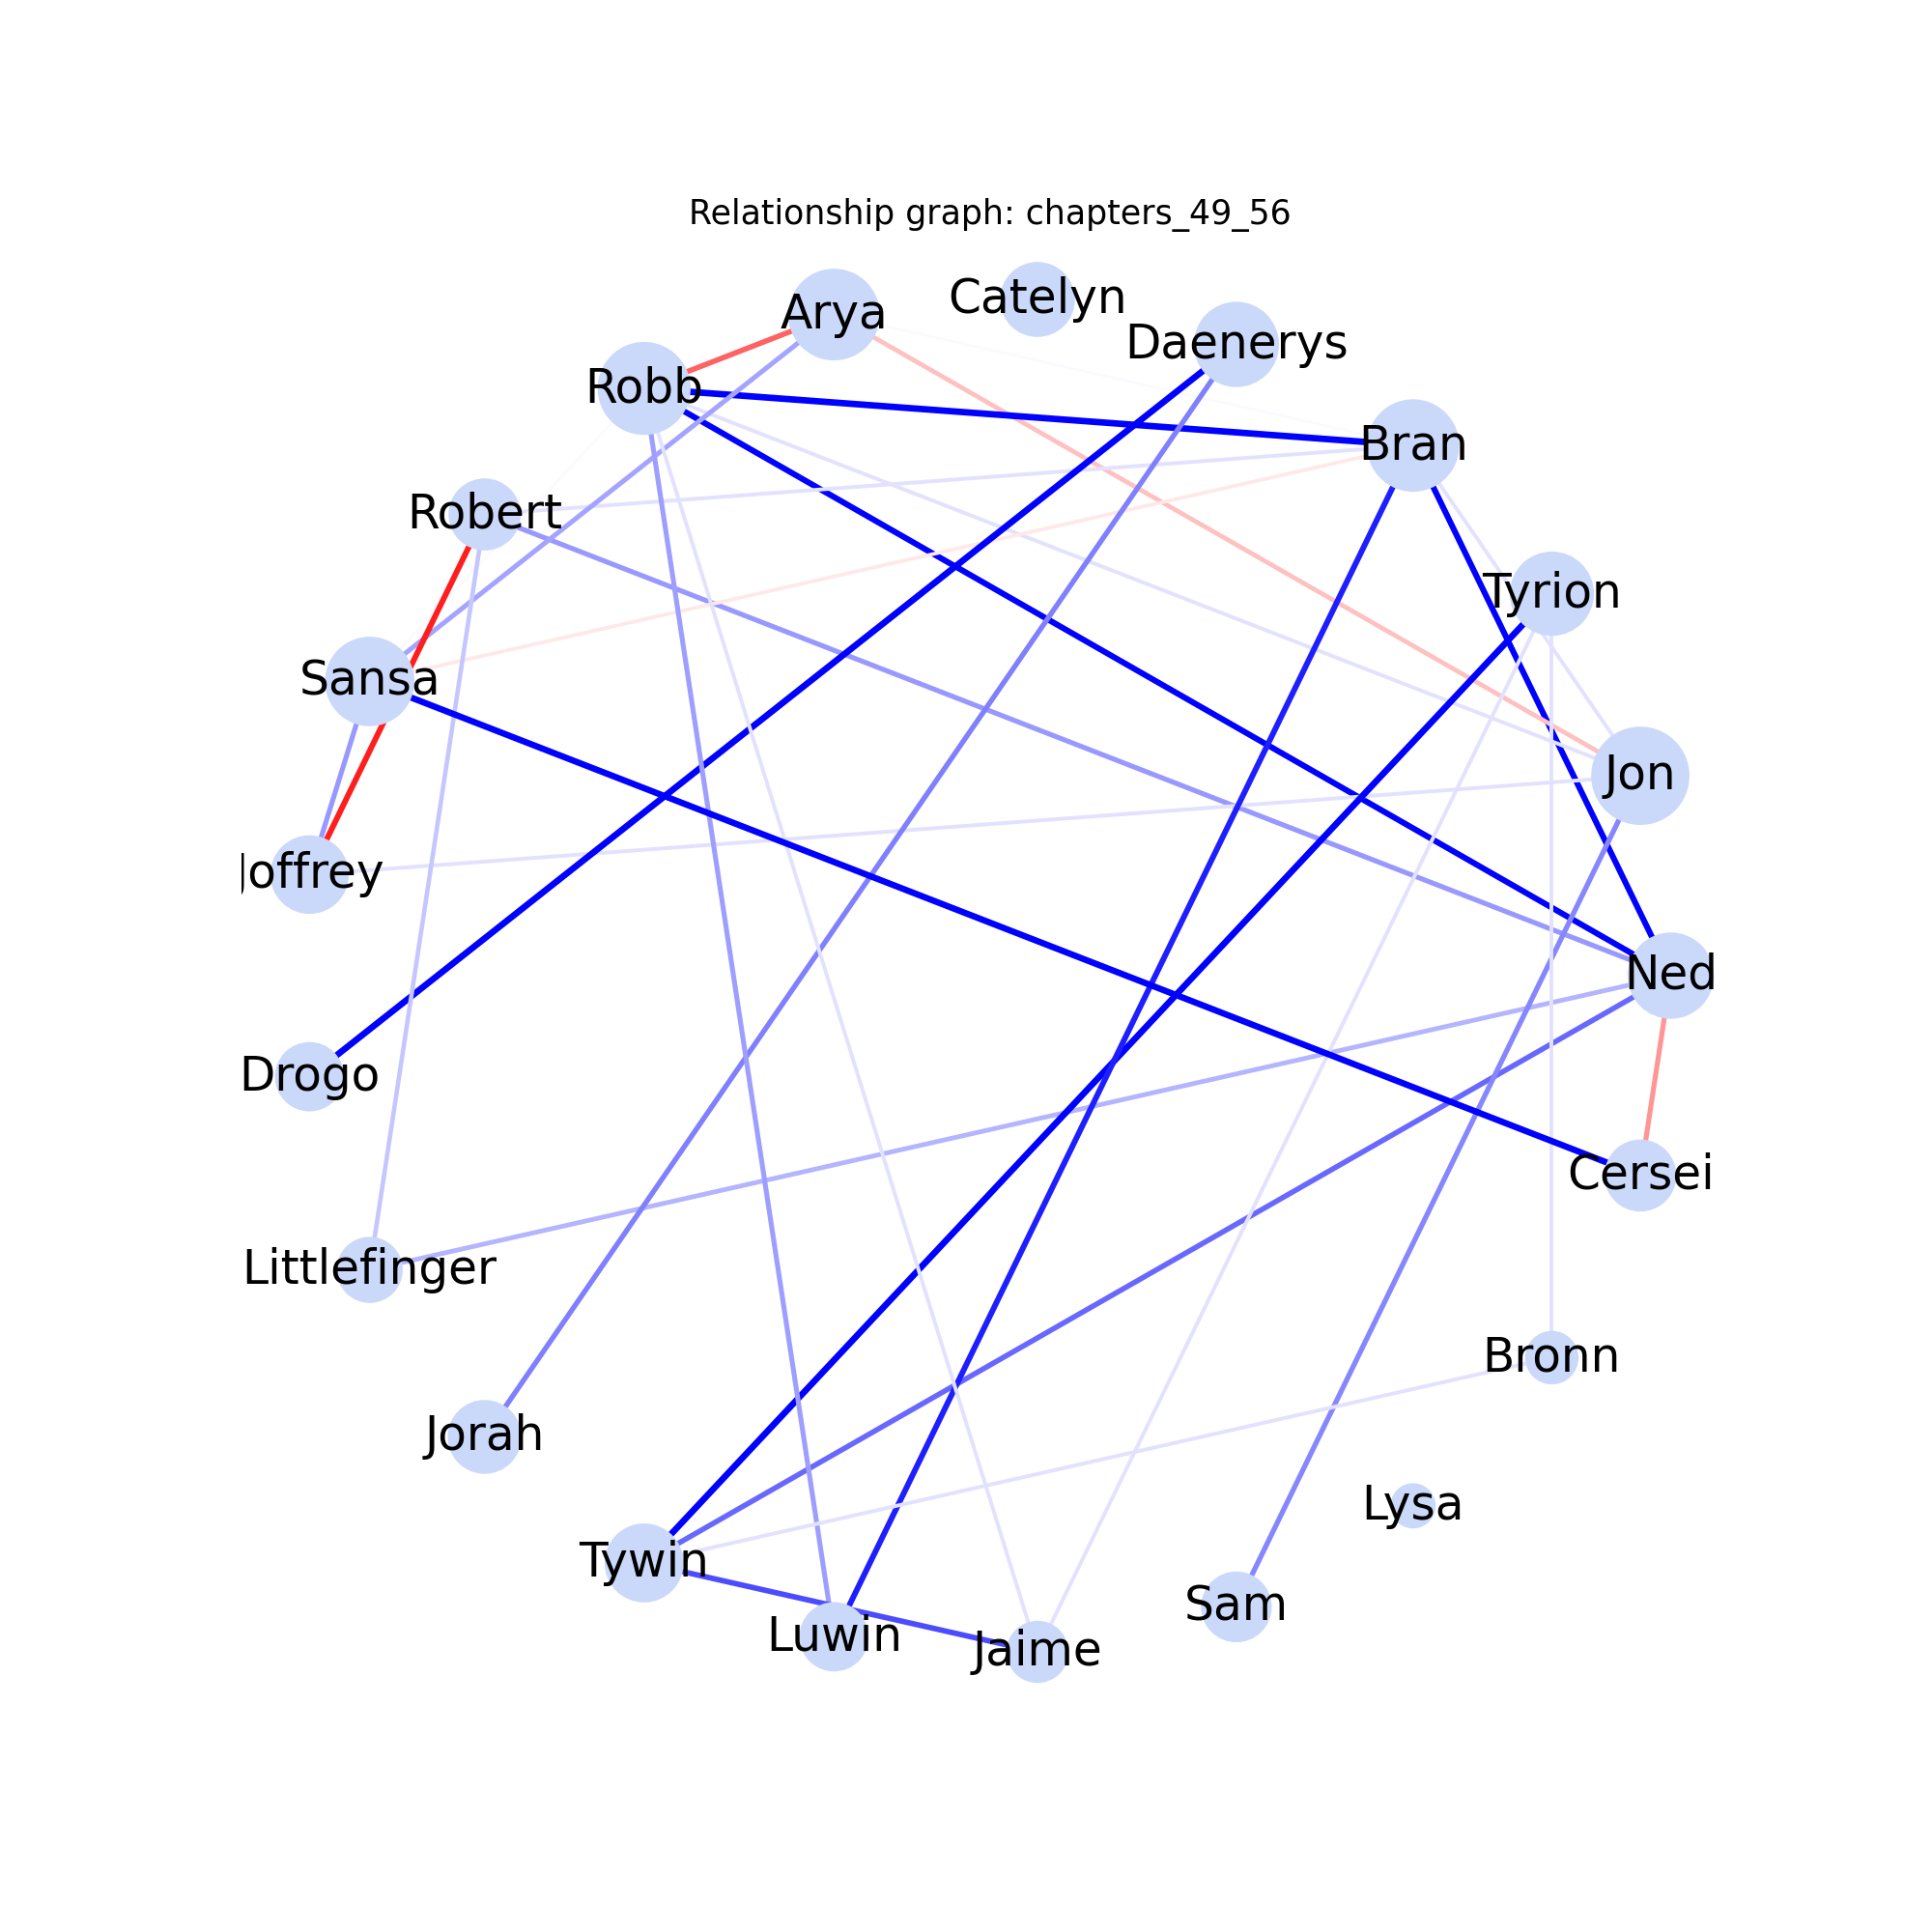 Relationship graph: chapters_49_56
Catelyn
Arya
Daenerys
Robb
Bran
Robert
Tyrion
Sansa
Jon
Joffrey
Ned
Drogo
Cersei
Littlefinger
Bronn
Jorah
Lysa
Tywin
Sam
Luwin
Jaime